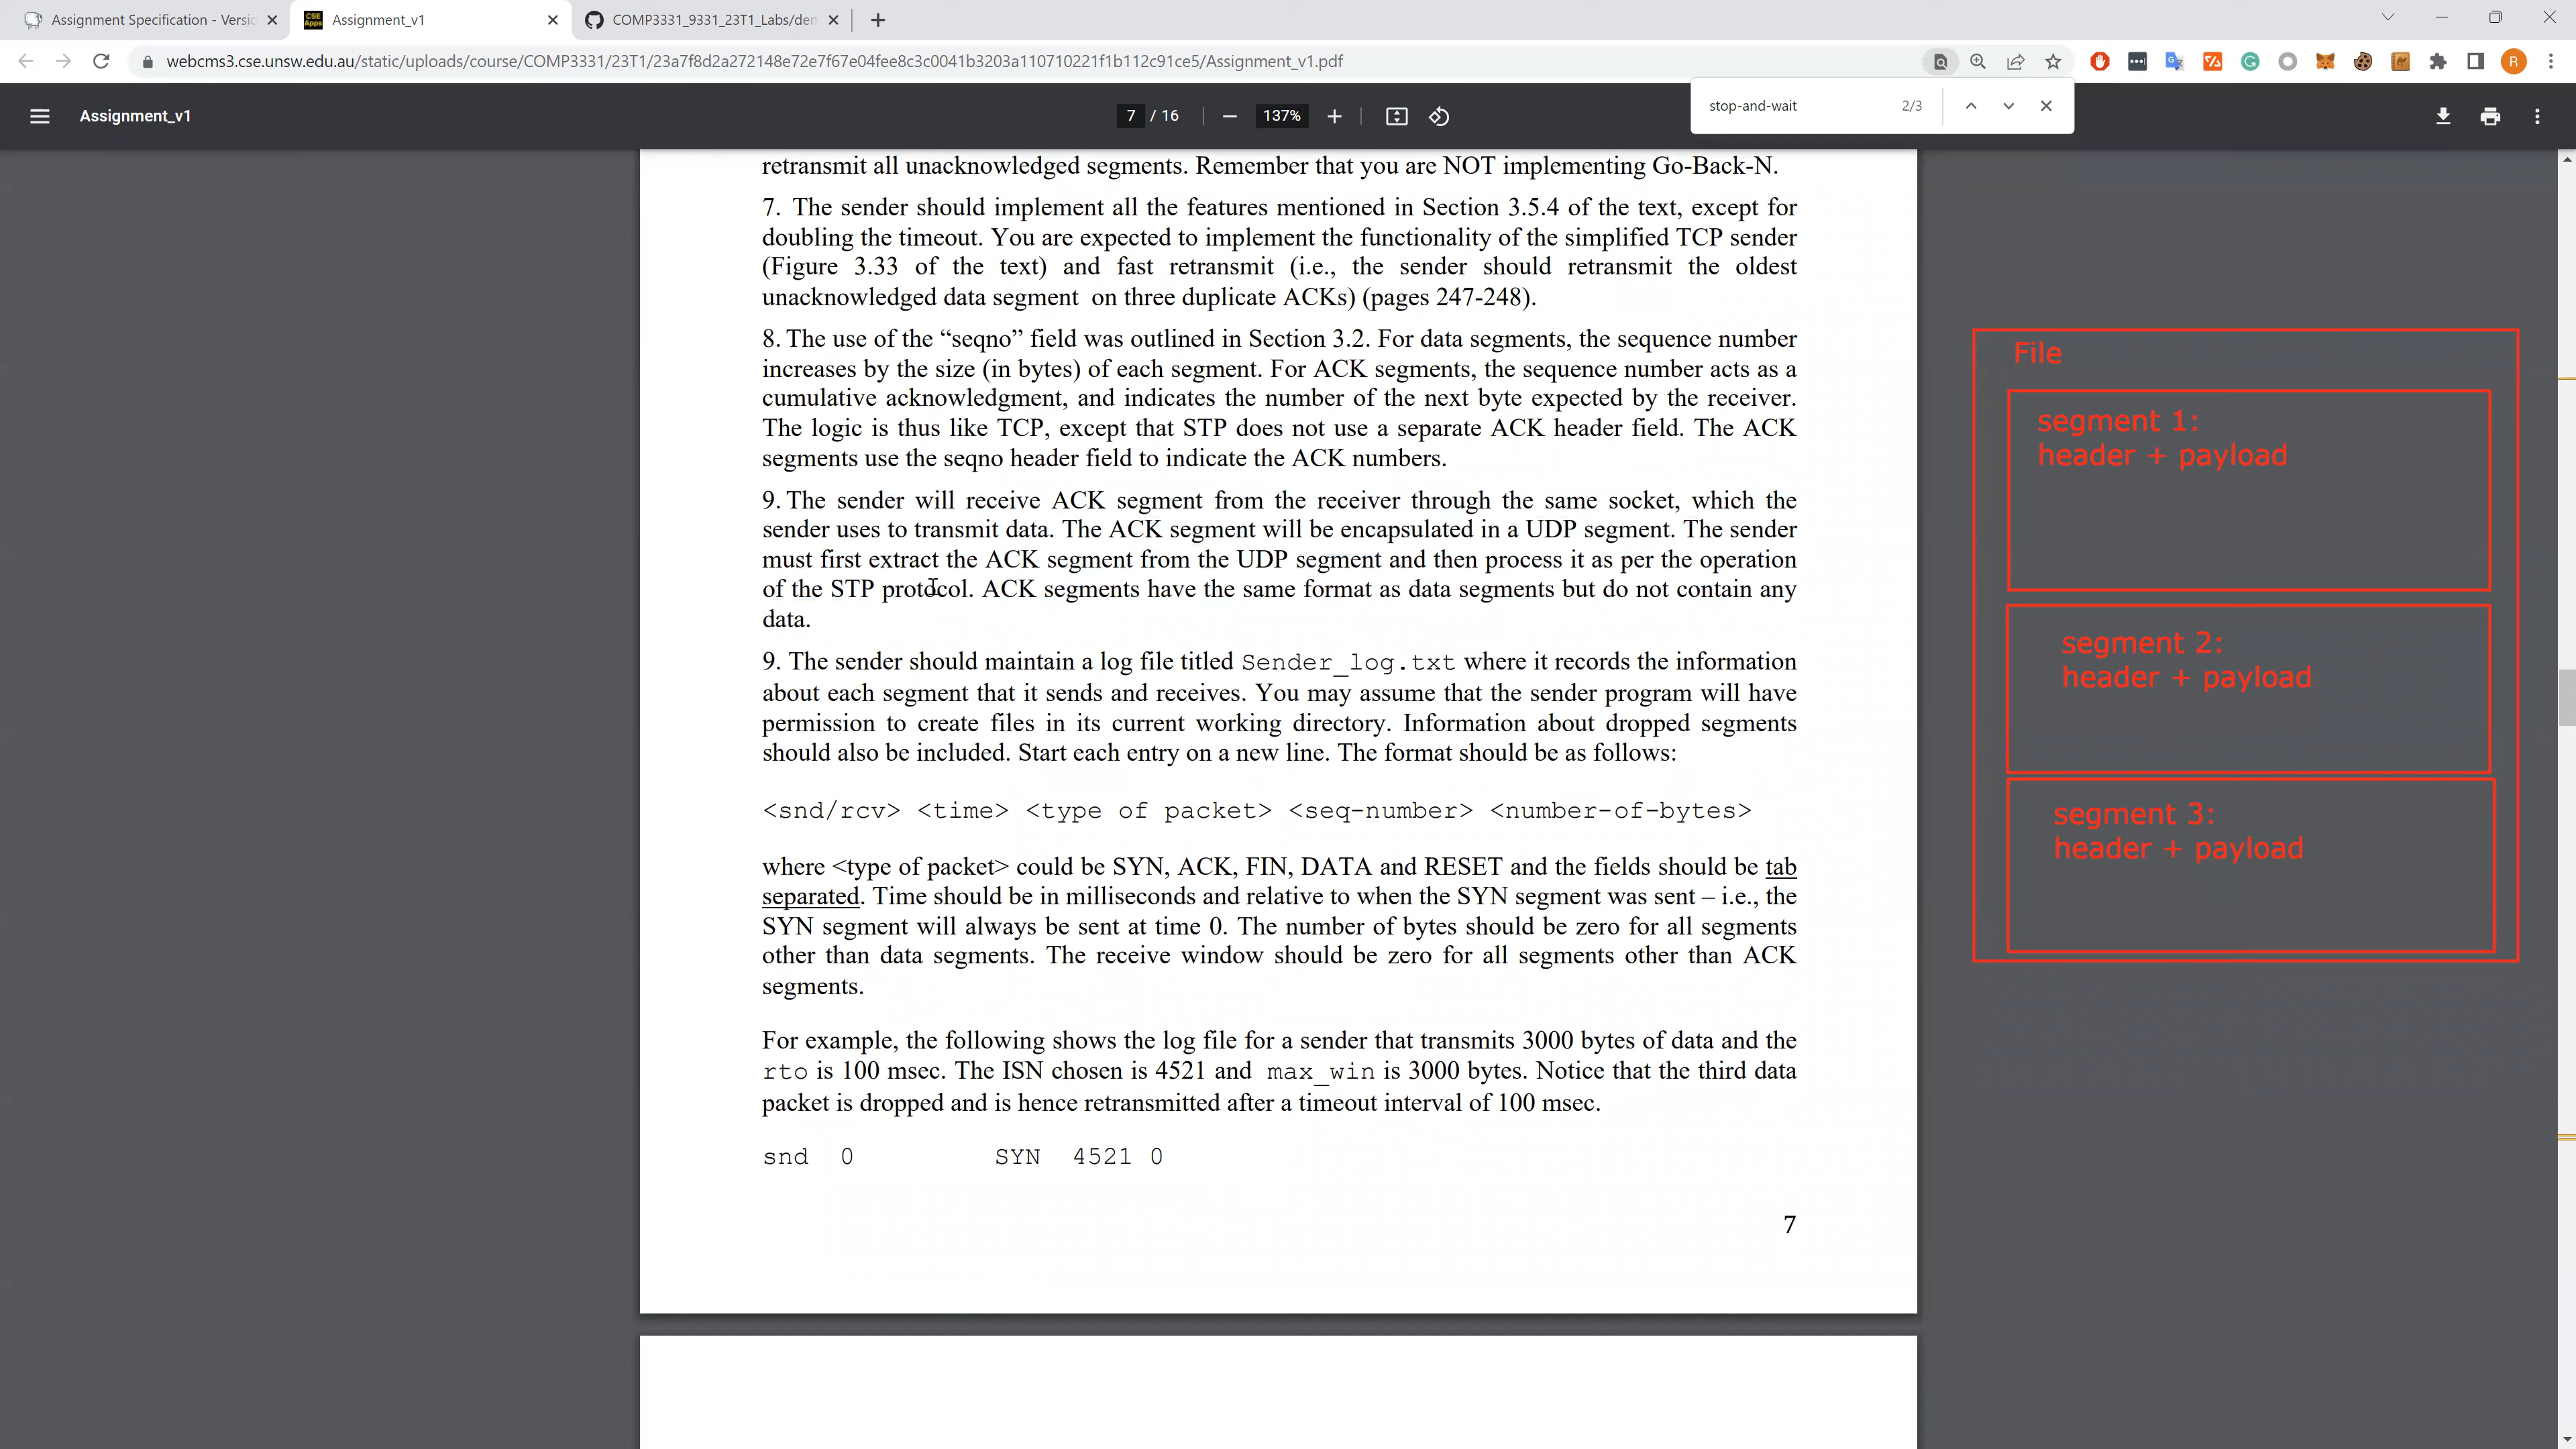 Assignment Specification - Versic
Assignment_v1
COMP3331_9331_23T1_Labs/den
webcms3.cse.unsw.edu.au/static/uploads/course/COMP3331/23T1/23a7f8d2a272148e72e7f67e04fee8c3c0041b3203a110710221f1b112c91ce5/Assignment_v1.pdf
R
Assignment_v1
7 / 16
137%
stop-and-wait 2/3
retransmit all unacknowledged segments. Remember that you are NOT implementing Go-Back-N.
7. The sender should implement all the features mentioned in Section 3.5.4 of the text, except for
doubling the timeout. You are expected to implement the functionality of the simplified TCP sender
(Figure 3.33 of the text) and fast retransmit (i.e., the sender should retransmit the oldest
unacknowledged data segment on three duplicate ACKs) (pages 247-248).
8. The use of the “seqno” field was outlined in Section 3.2. For data segments, the sequence number
increases by the size (in bytes) of each segment. For ACK segments, the sequence number acts as a
cumulative acknowledgment, and indicates the number of the next byte expected by the receiver.
The logic is thus like TCP, except that STP does not use a separate ACK header field. The ACK
segments use the seqno header field to indicate the ACK numbers.
9. The sender will receive ACK segment from the receiver through the same socket, which the
sender uses to transmit data. The ACK segment will be encapsulated in a UDP segment. The sender
must first extract the ACK segment from the UDP segment and then process it as per the operation
of the STP protocol. ACK segments have the same format as data segments but do not contain any
data.
9. The sender should maintain a log file titled Sender_log.txt where it records the information
about each segment that it sends and receives. You may assume that the sender program will have
permission to create files in its current working directory. Information about dropped segments
should also be included. Start each entry on a new line. The format should be as follows:
<snd/rcv> <time> <type of packet> <seq-number> <number-of-bytes>
where <type of packet> could be SYN, ACK, FIN, DATA and RESET and the fields should be tab
separated. Time should be in milliseconds and relative to when the SYN segment was sent – i.e., the
SYN segment will always be sent at time 0. The number of bytes should be zero for all segments
other than data segments. The receive window should be zero for all segments other than ACK
segments.
For example, the following shows the log file for a sender that transmits 3000 bytes of data and the
rto is 100 msec. The ISN chosen is 4521 and max_win is 3000 bytes. Notice that the third data
packet is dropped and is hence retransmitted after a timeout interval of 100 msec.
snd 0 SYN 4521 0
7
File
segment 1:
header + payload
segment 2:
header + payload
segment 3:
header + payload